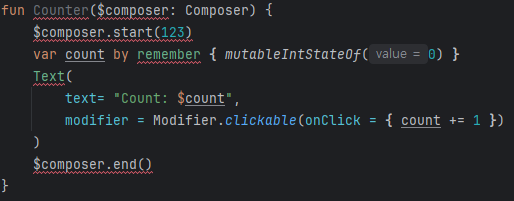 fun Counter($composer: Composer) {
    $composer.start(123)
    var count by remember { mutableIntStateOf( value = 0) }
    Text(
        text= "Count: $count",
        modifier = Modifier.clickable(onClick = { count += 1 })
    )
    $composer.end()
}